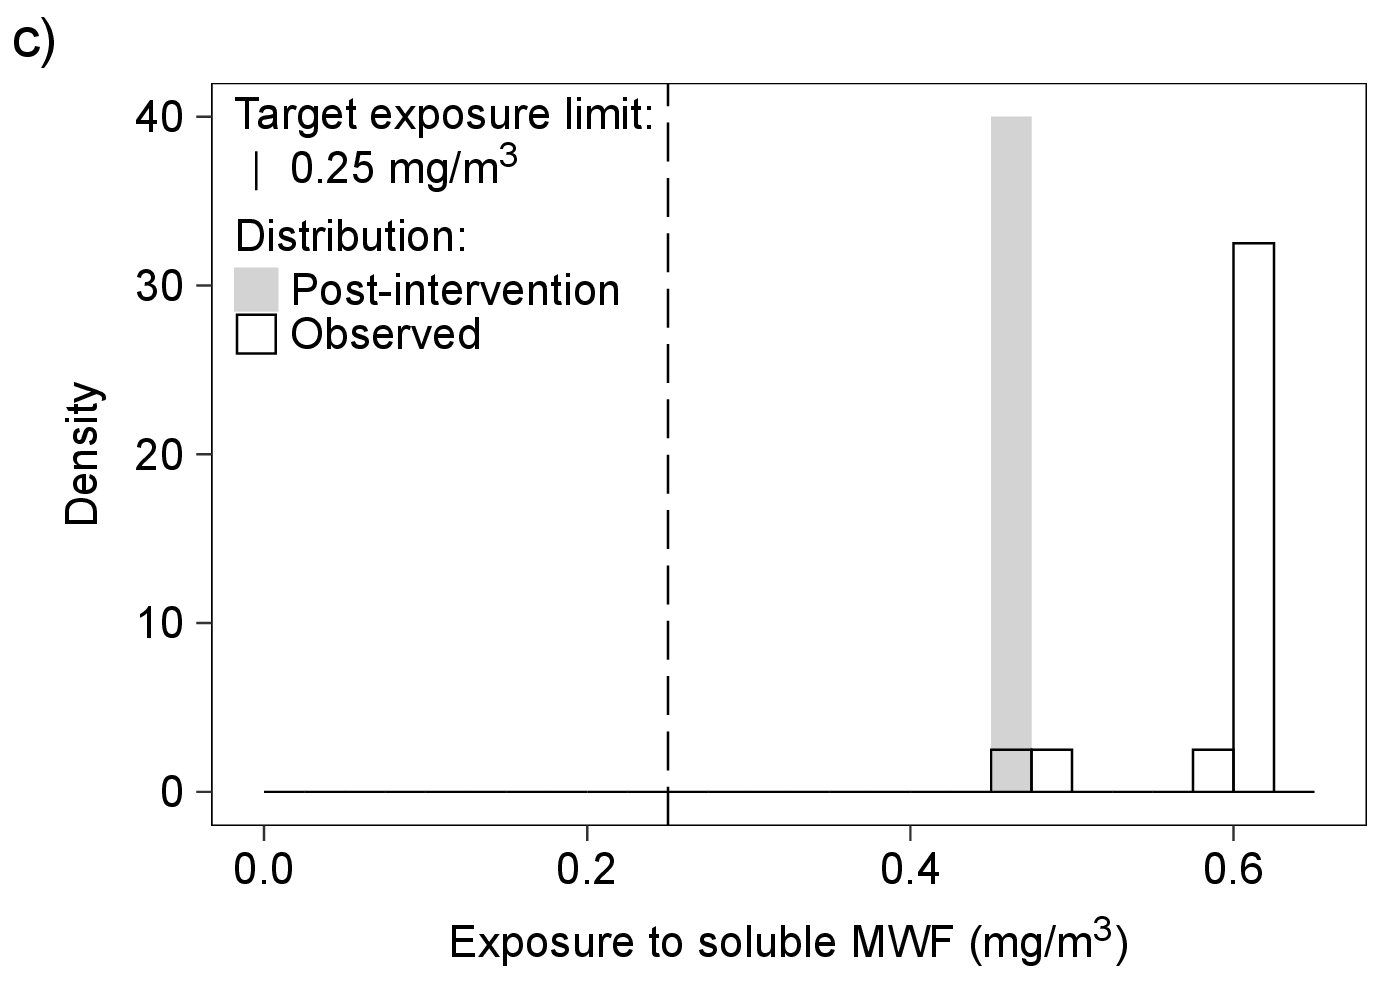 c)
Target exposure limit:
| 0.25 mg/m³
Distribution:
Post-intervention
Observed
Density
40
30
20
10
0
0.0 0.2 0.4 0.6
Exposure to soluble MWF (mg/m³)